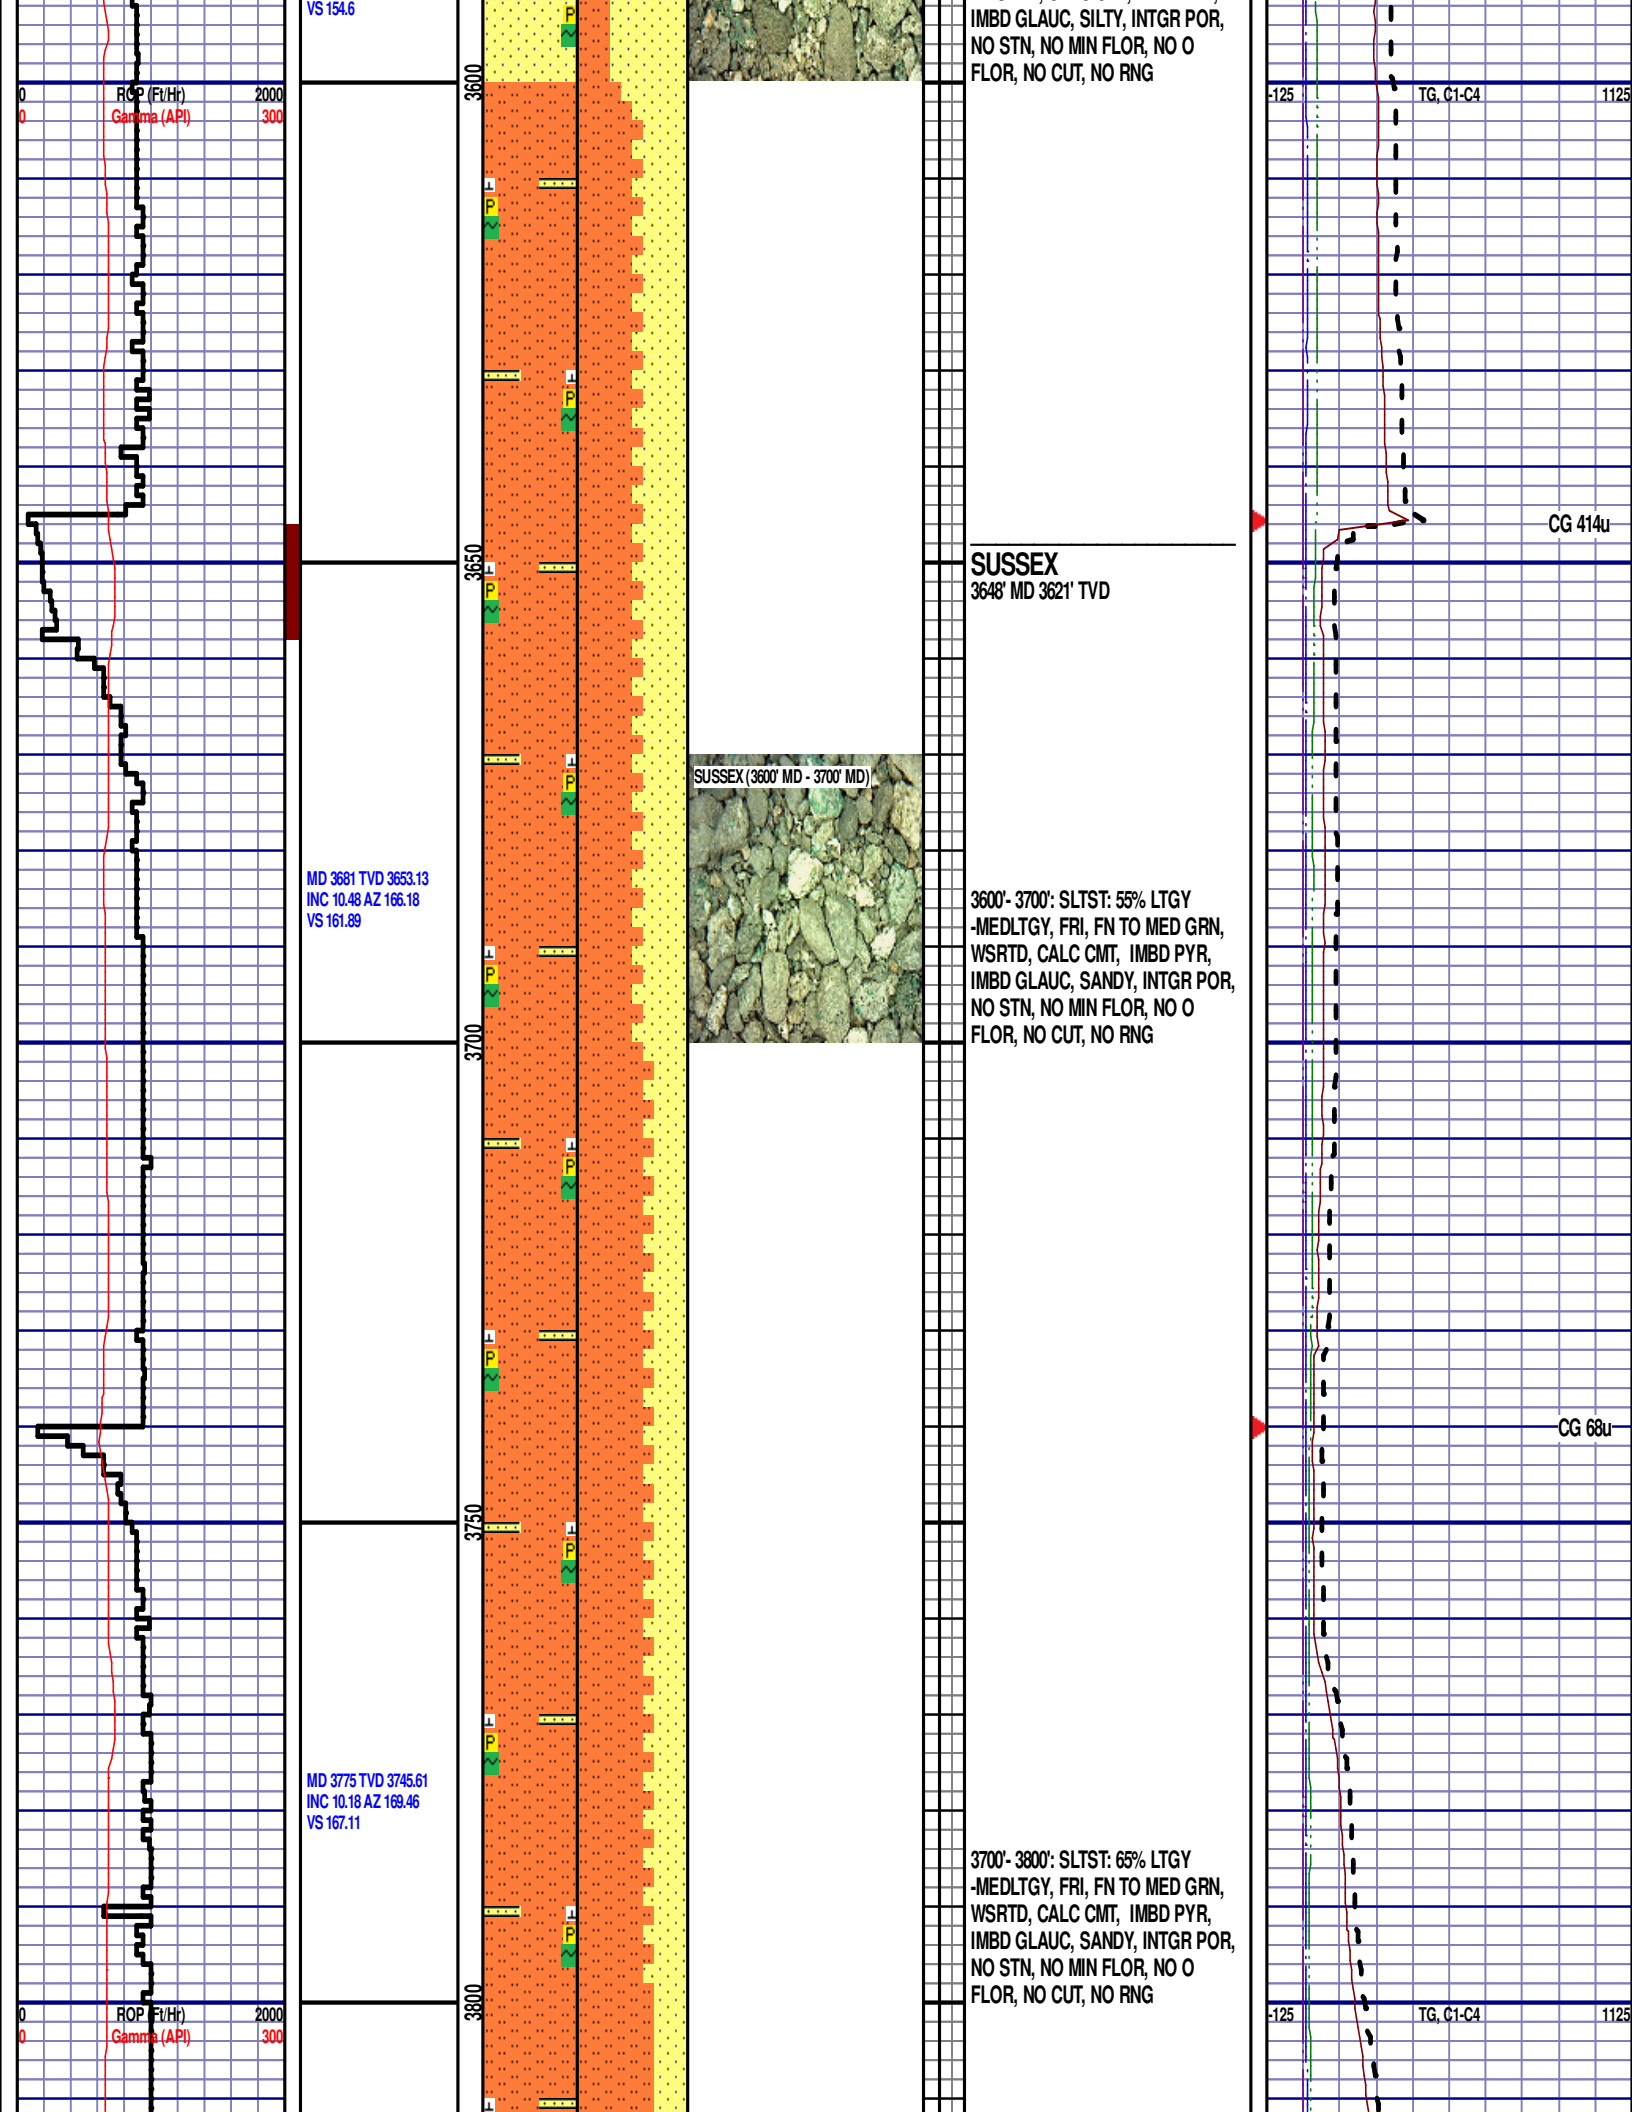 VS 154.6
IMBD GLAUC, SILTY, INTGR POR,
NO STN, NO MIN FLOR, NO O
FLOR, NO CUT, NO RNG
0 ROP (Ft/Hr) 2000
0 Gamma (API) 300
3600
-125 TG, C1-C4 1125
P
P
P
CG 414u
3650
SUSSEX
3648' MD 3621' TVD
P
SUSSEX (3600' MD - 3700' MD)
P
MD 3681 TVD 3653.13
INC 10.48 AZ 166.18
VS 161.89
3600'- 3700': SLTST: 55% LTGY
-MEDLTGY, FRI, FN TO MED GRN,
WSRTD, CALC CMT, IMBD PYR,
IMBD GLAUC, SANDY, INTGR POR,
NO STN, NO MIN FLOR, NO O
FLOR, NO CUT, NO RNG
P
3700
P
P
CG 68u
3750
P
P
MD 3775 TVD 3745.61
INC 10.18 AZ 169.46
VS 167.11
3700'- 3800': SLTST: 65% LTGY
-MEDLTGY, FRI, FN TO MED GRN,
WSRTD, CALC CMT, IMBD PYR,
IMBD GLAUC, SANDY, INTGR POR,
NO STN, NO MIN FLOR, NO O
FLOR, NO CUT, NO RNG
P
3800
0 ROP (Ft/Hr) 2000
0 Gamma (API) 300
-125 TG, C1-C4 1125